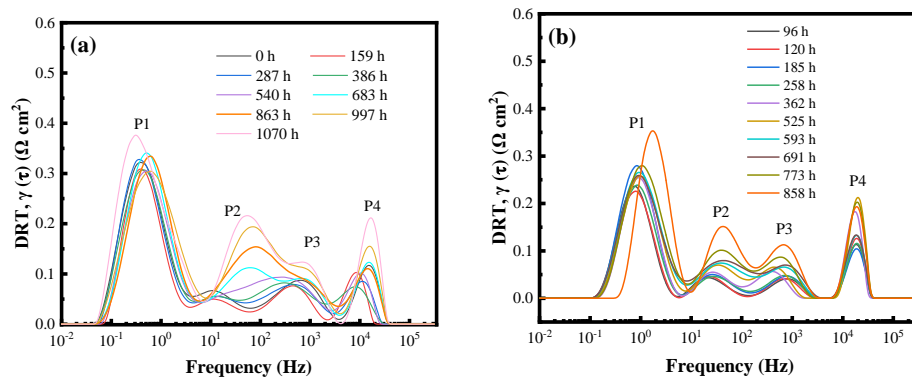 (a)
0 h
159 h
287 h
386 h
540 h
683 h
863 h
997 h
1070 h
P1
P2
P3
P4
0.6
0.5
0.4
0.3
0.2
0.1
0.0
DRT, γ (τ) (Ω cm²)
10⁻² 10⁻¹ 10⁰ 10¹ 10² 10³ 10⁴ 10⁵
Frequency (Hz)
(b)
96 h
120 h
185 h
258 h
362 h
525 h
593 h
691 h
773 h
858 h
P1
P2
P3
P4
0.6
0.5
0.4
0.3
0.2
0.1
0.0
DRT, γ (τ) (Ω cm²)
10⁻² 10⁻¹ 10⁰ 10¹ 10² 10³ 10⁴ 10⁵
Frequency (Hz)